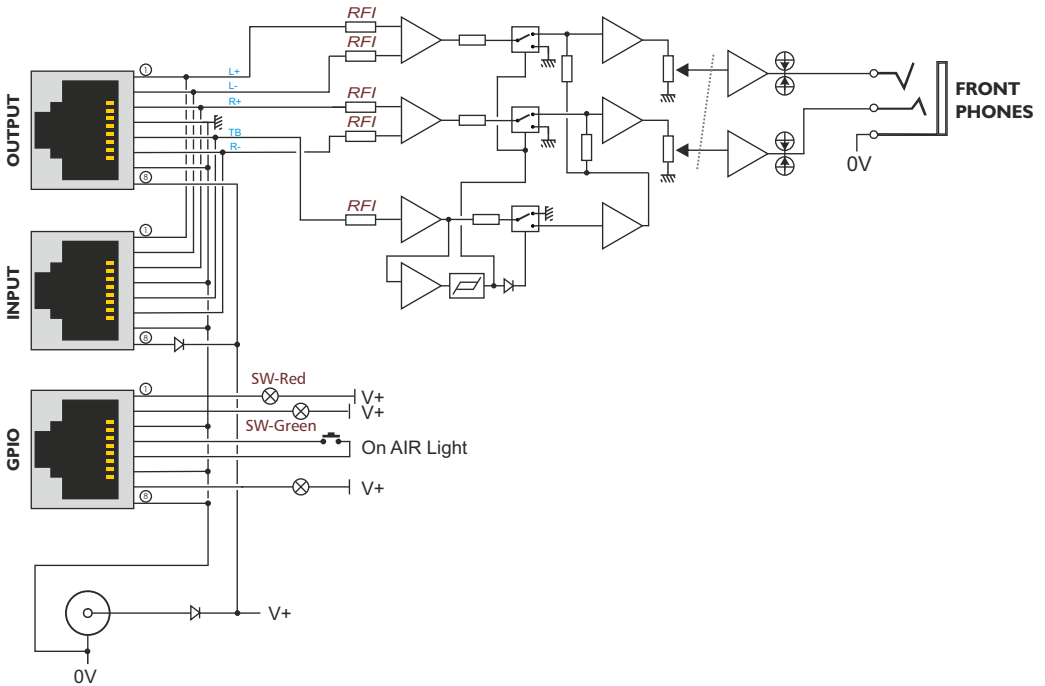 RFI
RFI
①
L+
L-
R+
TB
R-
⑧
OUTPUT
RFI
RFI
RFI
FRONT
PHONES
0V
①
INPUT
⑧
①
SW-Red
V+
V+
SW-Green
GPIO
On AIR Light
V+
⑧
V+
0V